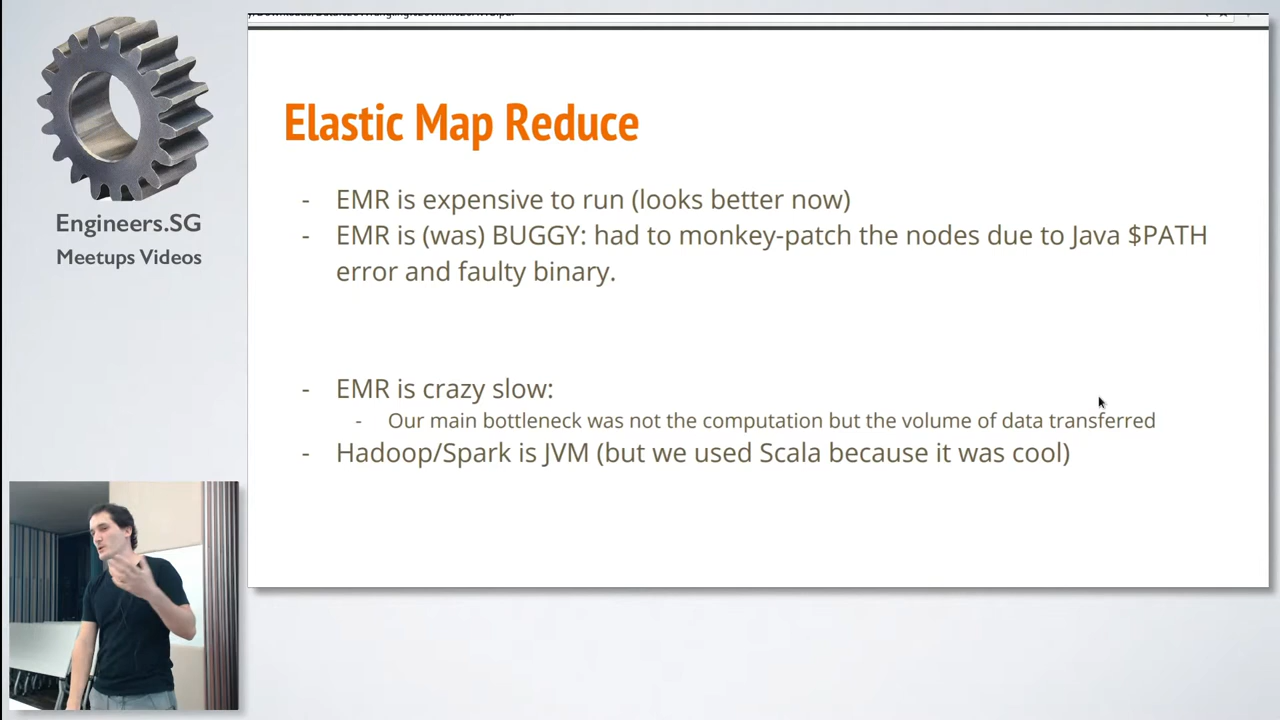 Engineers.SG
Meetups Videos
Elastic Map Reduce
- EMR is expensive to run (looks better now)
- EMR is (was) BUGGY: had to monkey-patch the nodes due to Java $PATH
error and faulty binary.
- EMR is crazy slow:
- Our main bottleneck was not the computation but the volume of data transferred
- Hadoop/Spark is JVM (but we used Scala because it was cool)